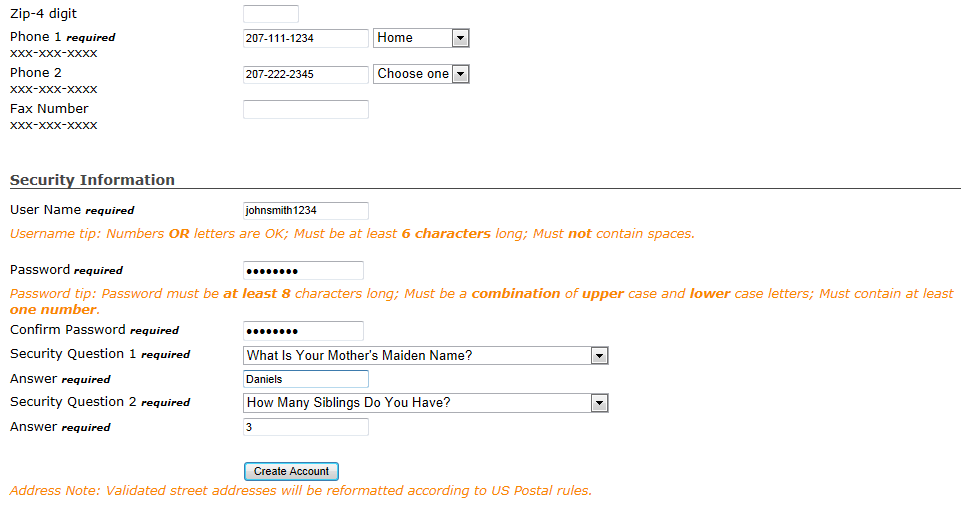 Zip-4 digit
Phone 1 required 207-111-1234 Home
xxx-xxx-xxxx
Phone 2 207-222-2345 Choose one
xxx-xxx-xxxx
Fax Number
xxx-xxx-xxxx
Security Information
User Name required johnsmith1234
Username tip: Numbers OR letters are OK; Must be at least 6 characters long; Must not contain spaces.
Password required ••••••••
Password tip: Password must be at least 8 characters long; Must be a combination of upper case and lower case letters; Must contain at least
one number.
Confirm Password required ••••••••
Security Question 1 required What Is Your Mother's Maiden Name?
Answer required Daniels
Security Question 2 required How Many Siblings Do You Have?
Answer required 3
Create Account
Address Note: Validated street addresses will be reformatted according to US Postal rules.